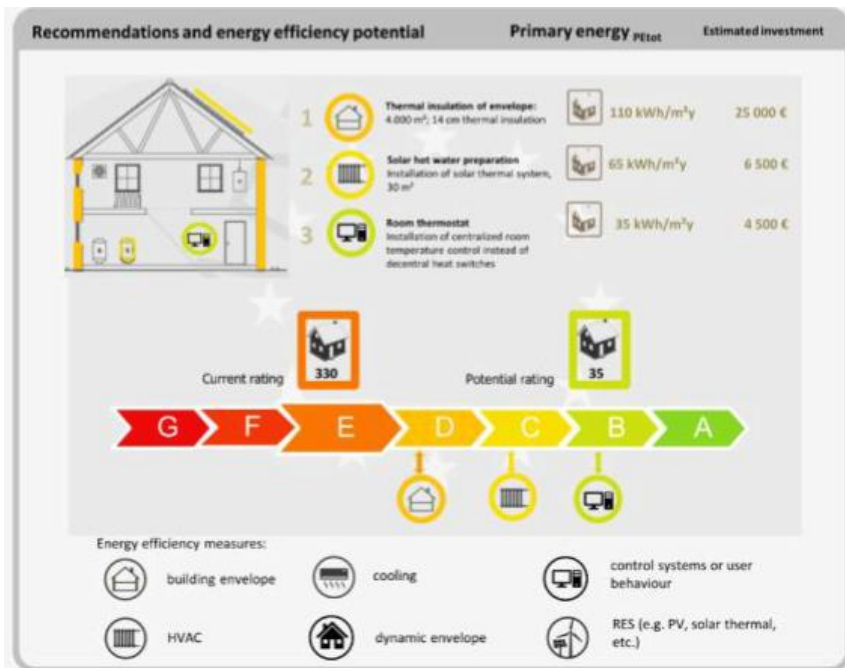 Recommendations and energy efficiency potential
Primary energy PEtot
Estimated investment
1
Thermal insulation of envelope:
4.000 m²; 14 cm thermal insulation
110 kWh/m²y
25 000 €
2
Solar hot water preparation
Installation of solar thermal system,
30 m²
65 kWh/m²y
6 500 €
3
Room thermostat
Installation of centralized room
temperature control instead of
decentral heat switches
35 kWh/m²y
4 500 €
Current rating
330
Potential rating
35
G F E D C B A
Energy efficiency measures:
building envelope
cooling
control systems or user
behaviour
HVAC
dynamic envelope
RES (e.g. PV, solar thermal,
etc.)